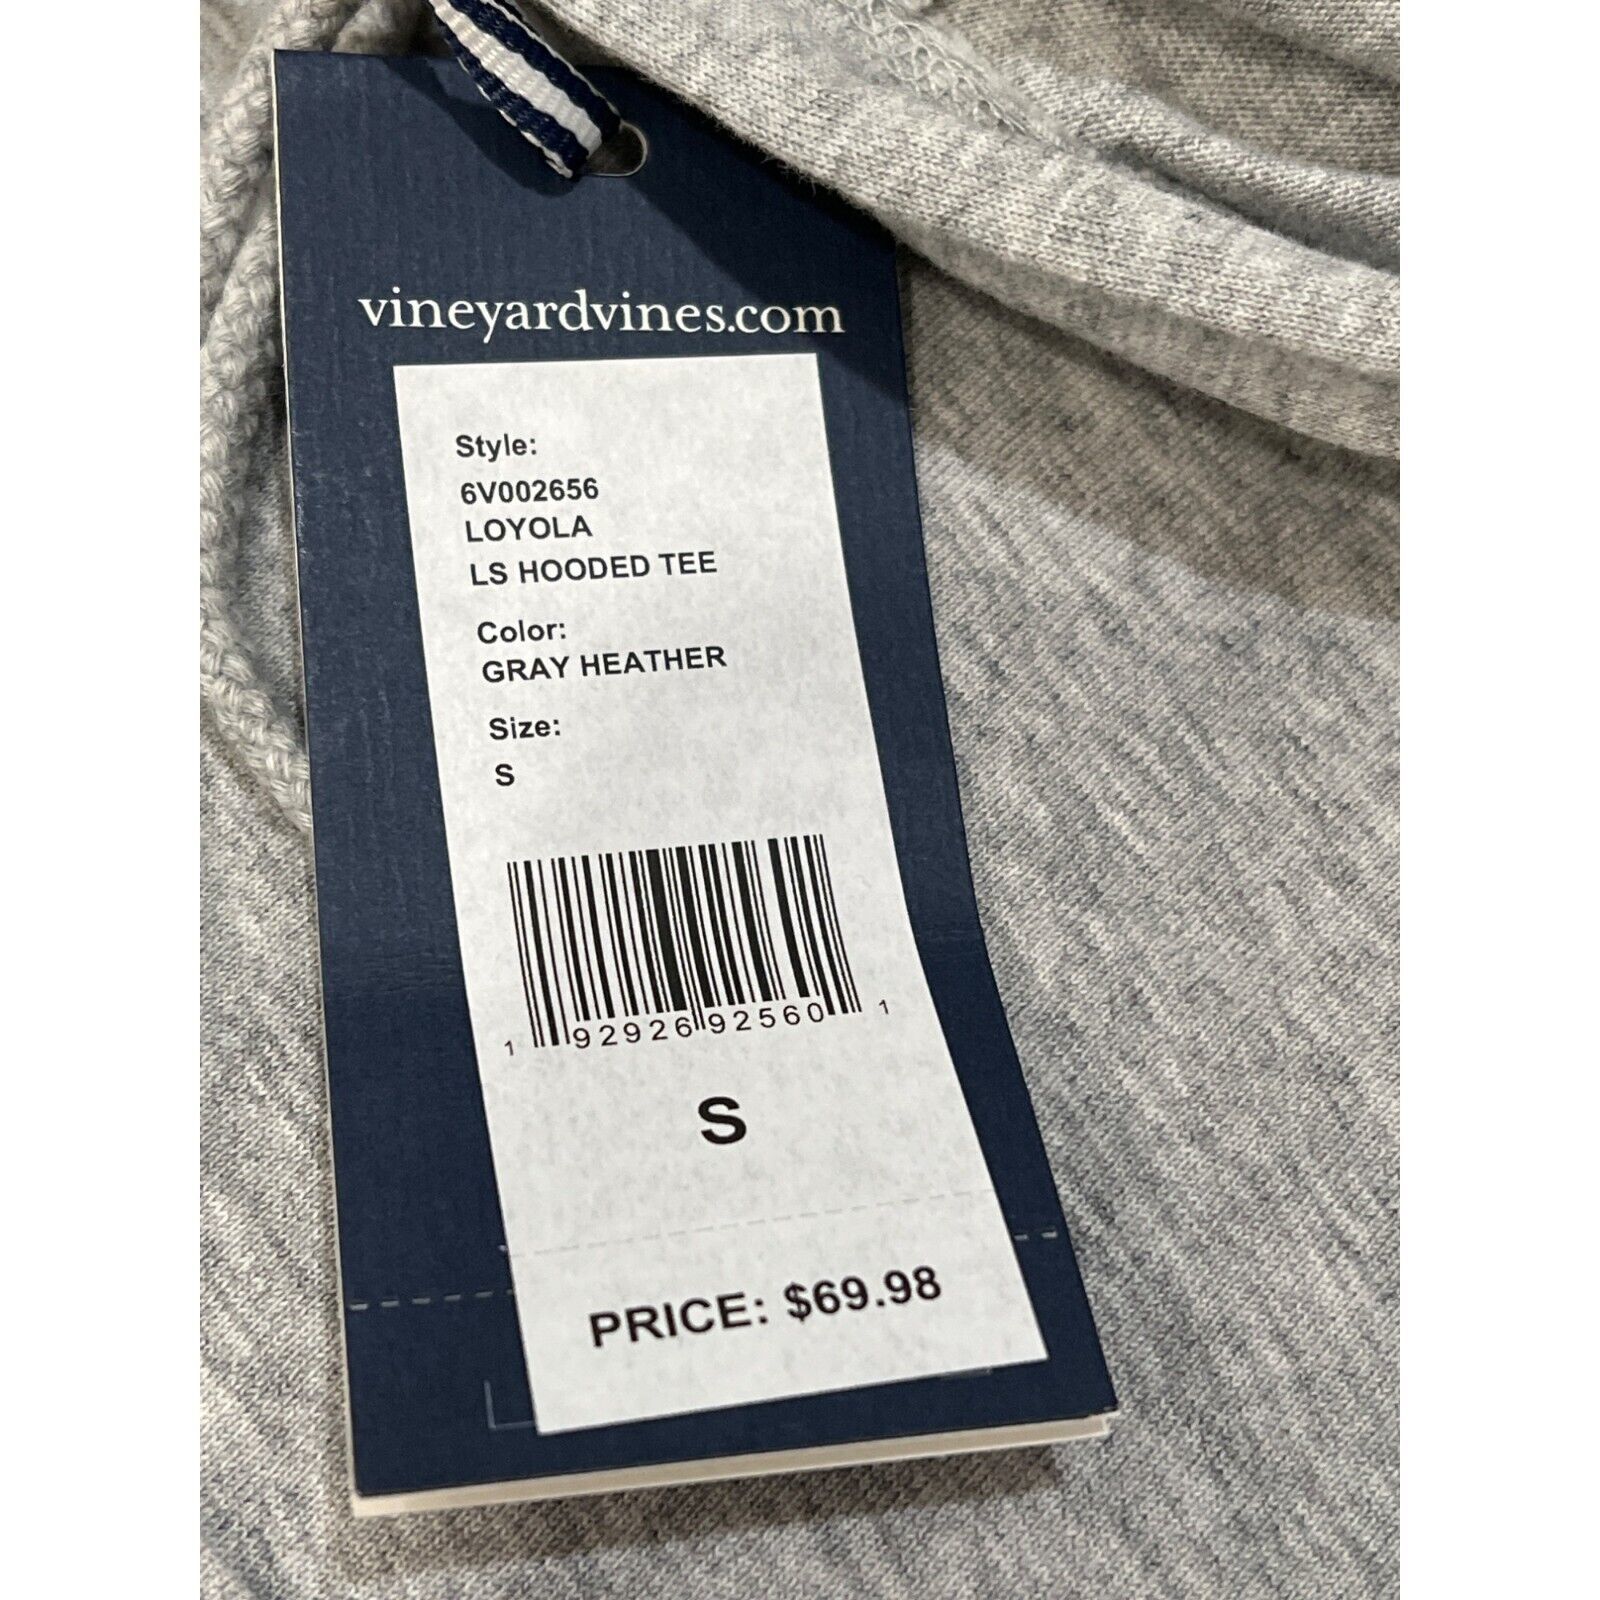 vineyardvines.com
Style:
6V002656
LOYOLA
LS HOODED TEE
Color:
GRAY HEATHER
Size:
S
1 92926 92560 1
S
PRICE: $69.98